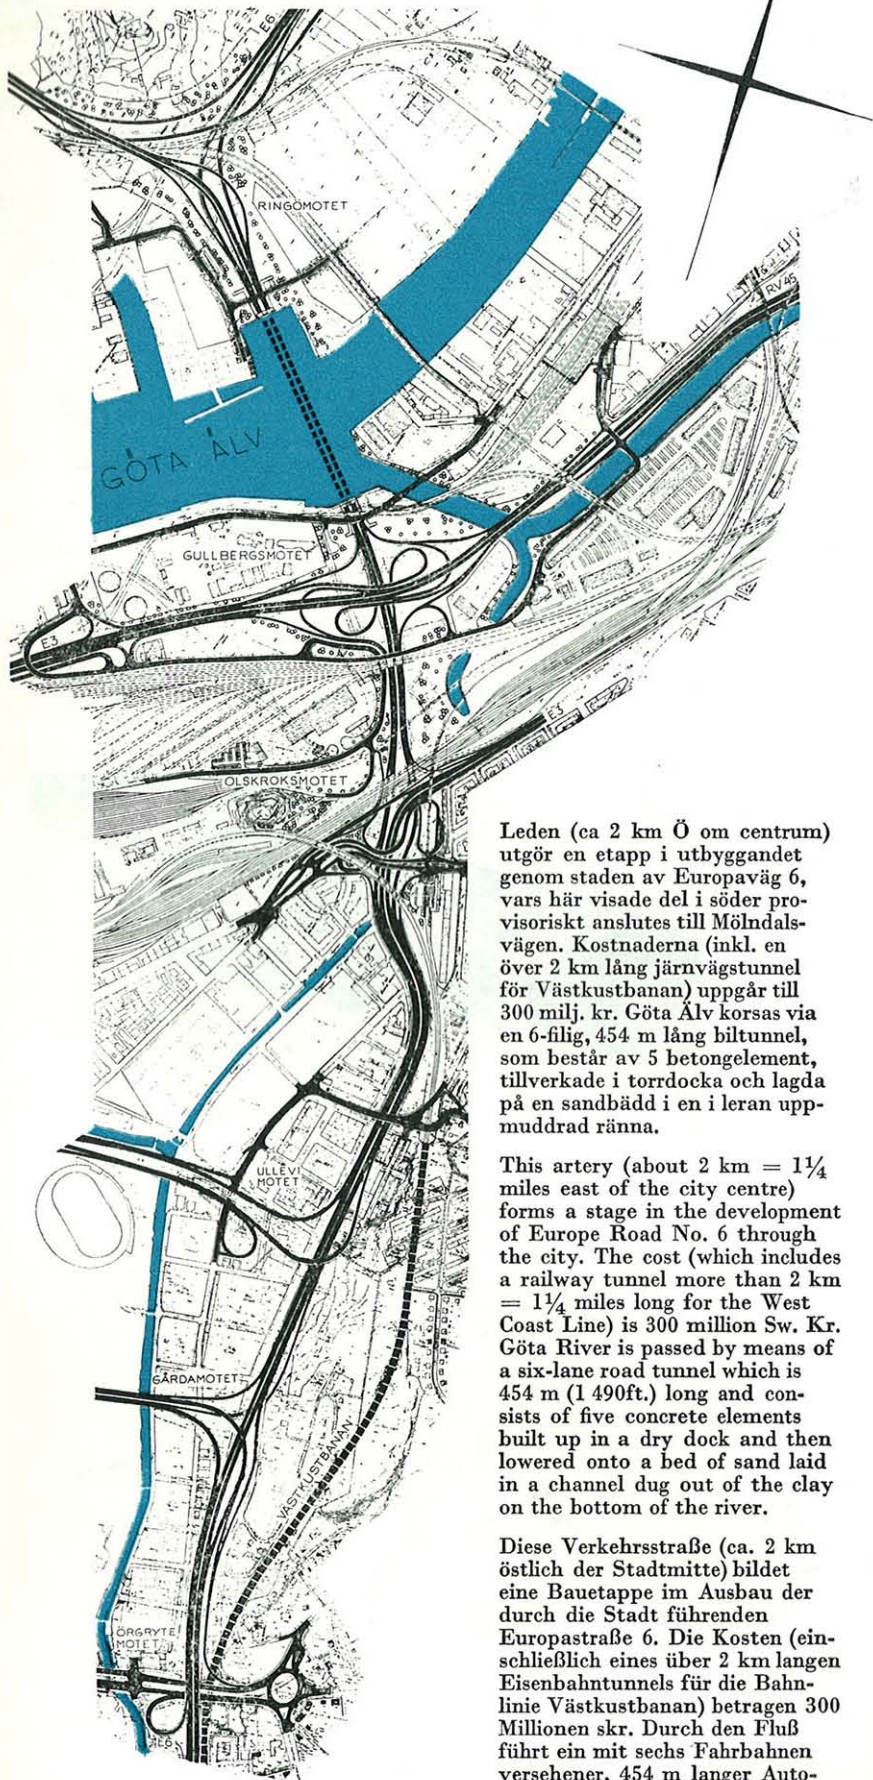 E6
RINGÖMOTET
RV45
GÖTA ÄLV
GULLBERGSMOTET
E3
E3
OLSKROKSMOTET
ULLEVI
MOTET
GÅRDAMOTET
VÄSTKUSTBANAN
ÖRGRYTE
MOTET
E6
Leden (ca 2 km Ö om centrum)
utgör en etapp i utbyggandet
genom staden av Europaväg 6,
vars här visade del i söder pro-
visoriskt anslutes till Mölndals-
vägen. Kostnaderna (inkl. en
över 2 km lång järnvägstunnel
för Västkustbanan) uppgår till
300 milj. kr. Göta Älv korsas via
en 6-filig, 454 m lång biltunnel,
som består av 5 betongelement,
tillverkade i torrdocka och lagda
på en sandbädd i en i leran upp-
muddrad ränna.
This artery (about 2 km = 1¼
miles east of the city centre)
forms a stage in the development
of Europe Road No. 6 through
the city. The cost (which includes
a railway tunnel more than 2 km
= 1¼ miles long for the West
Coast Line) is 300 million Sw. Kr.
Göta River is passed by means of
a six-lane road tunnel which is
454 m (1 490ft.) long and con-
sists of five concrete elements
built up in a dry dock and then
lowered onto a bed of sand laid
in a channel dug out of the clay
on the bottom of the river.
Diese Verkehrsstraße (ca. 2 km
östlich der Stadtmitte) bildet
eine Bauetappe im Ausbau der
durch die Stadt führenden
Europastraße 6. Die Kosten (ein-
schließlich eines über 2 km langen
Eisenbahntunnels für die Bahn-
linie Västkustbanan) betragen 300
Millionen skr. Durch den Fluß
führt ein mit sechs Fahrbahnen
versehener, 454 m langer Auto-